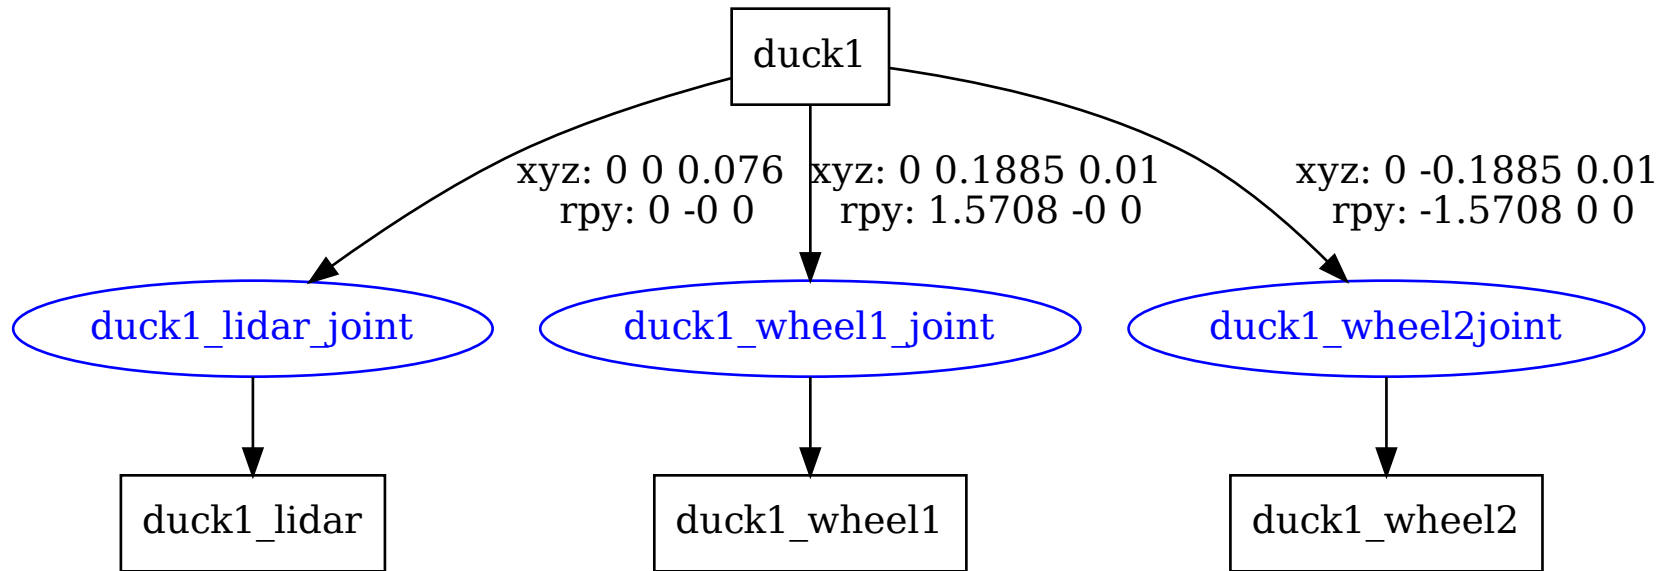 duck1
xyz: 0 0 0.076
rpy: 0 -0 0
xyz: 0 0.1885 0.01
rpy: 1.5708 -0 0
xyz: 0 -0.1885 0.01
rpy: -1.5708 0 0
duck1_lidar_joint
duck1_wheel1_joint
duck1_wheel2joint
duck1_lidar
duck1_wheel1
duck1_wheel2